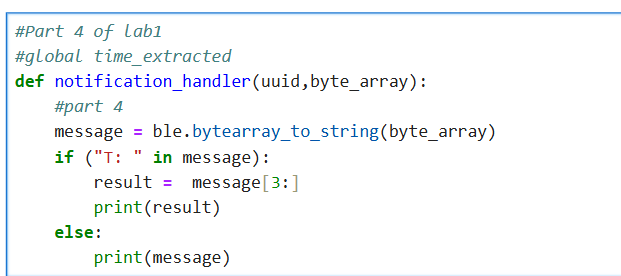 #Part 4 of lab1
#global time_extracted
def notification_handler(uuid,byte_array):
    #part 4
    message = ble.bytearray_to_string(byte_array)
    if ("T: " in message):
        result =  message[3:]
        print(result)
    else:
        print(message)